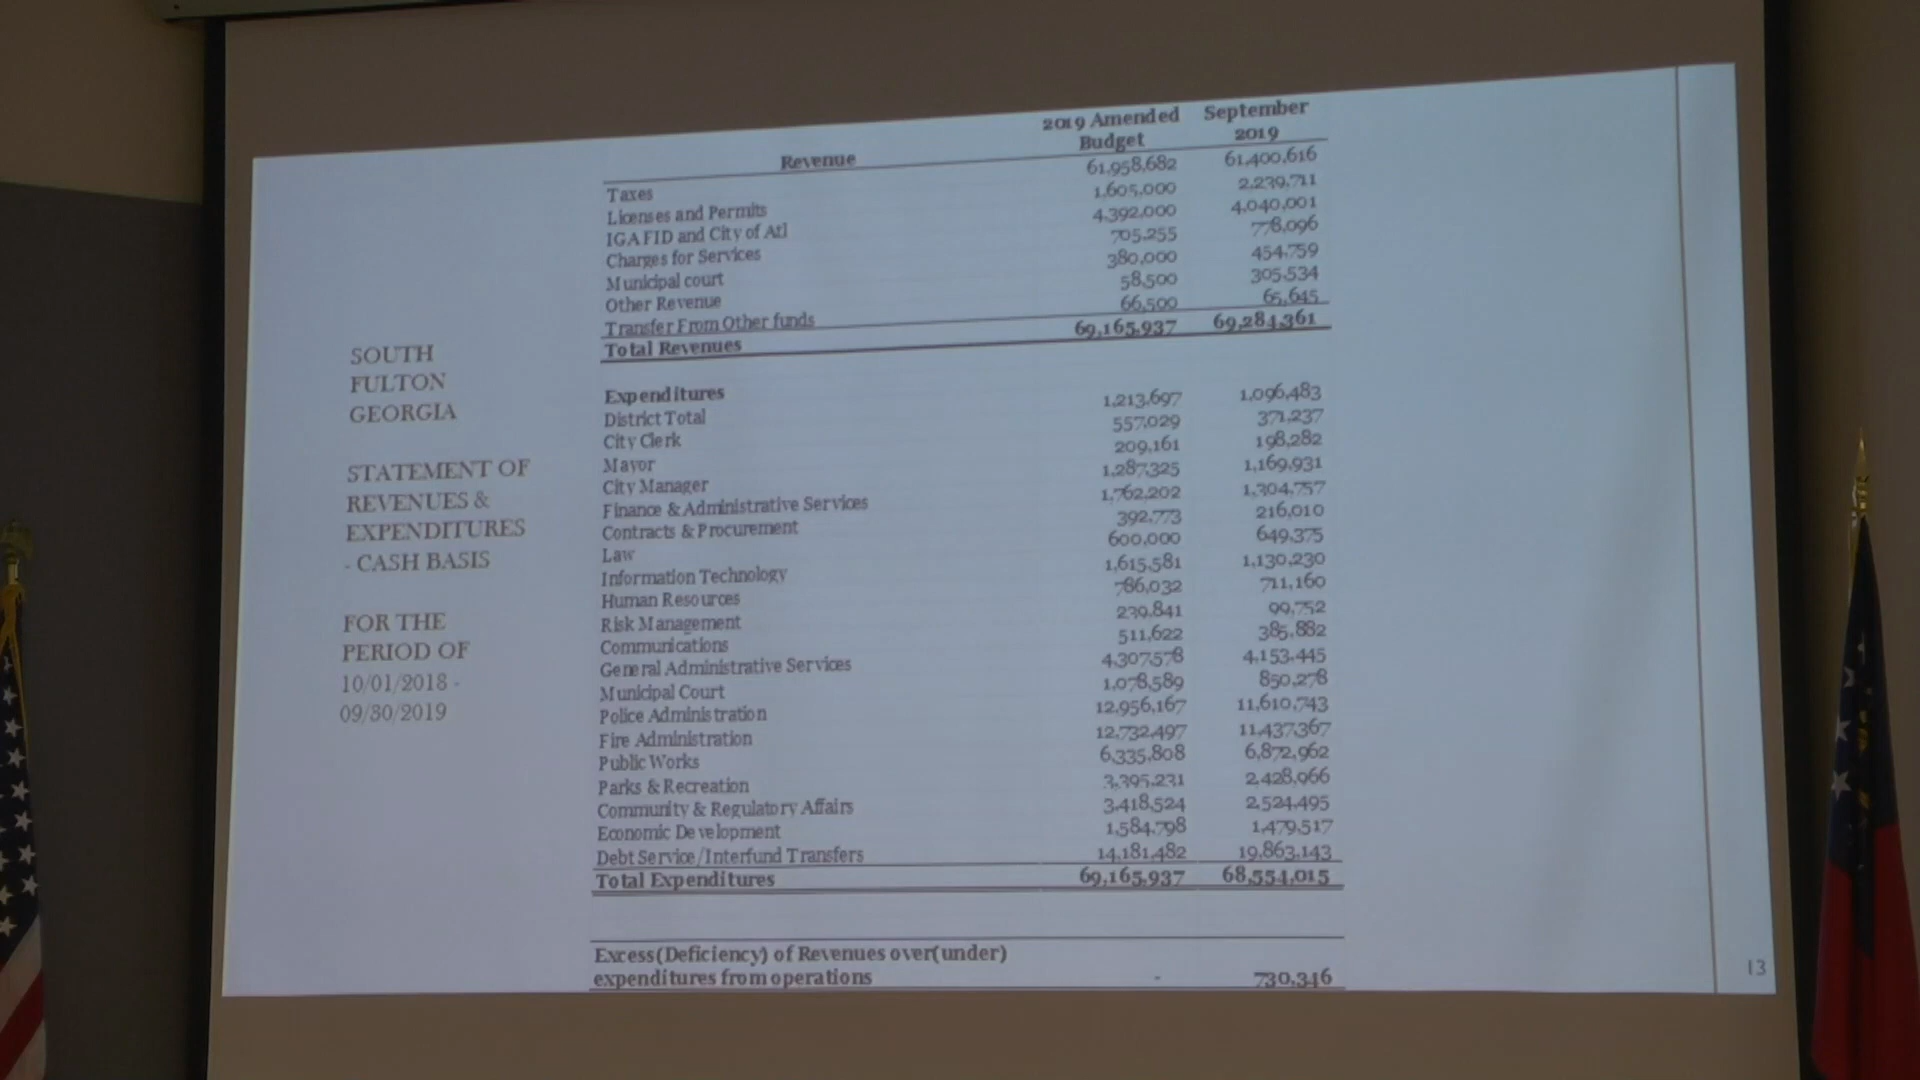 SOUTH
FULTON
GEORGIA
STATEMENT OF
REVENUES &
EXPENDITURES
- CASH BASIS
FOR THE
PERIOD OF
10/01/2018 -
09/30/2019
Revenue 2019 Amended Budget September 2019
Taxes 61,958,682 61,400,616
Licenses and Permits 1,605,000 2,239,711
IGA FID and City of Atl 4,392,000 4,040,001
Charges for Services 705,255 778,096
Municipal court 380,000 454,759
Other Revenue 58,500 305,534
Transfer From Other funds 66,500 65,645
Total Revenues 69,165,937 69,284,361
Expenditures
District Total 1,213,697 1,096,483
City Clerk 557,029 371,237
Mayor 209,161 198,282
City Manager 1,287,325 1,169,931
Finance & Administrative Services 1,762,202 1,304,757
Contracts & Procurement 392,773 216,010
Law 600,000 649,375
Information Technology 1,615,581 1,130,230
Human Resources 786,032 711,160
Risk Management 239,841 99,752
Communications 511,622 385,882
General Administrative Services 4,307,578 4,153,445
Municipal Court 1,078,589 850,278
Police Administration 12,956,167 11,610,743
Fire Administration 12,732,497 11,437,367
Public Works 6,335,808 6,872,962
Parks & Recreation 3,395,231 2,428,966
Community & Regulatory Affairs 3,418,524 2,524,495
Economic Development 1,584,798 1,479,517
Debt Service/Interfund Transfers 14,181,482 19,863,143
Total Expenditures 69,165,937 68,554,015
Excess(Deficiency) of Revenues over(under)
expenditures from operations - 730,346
13